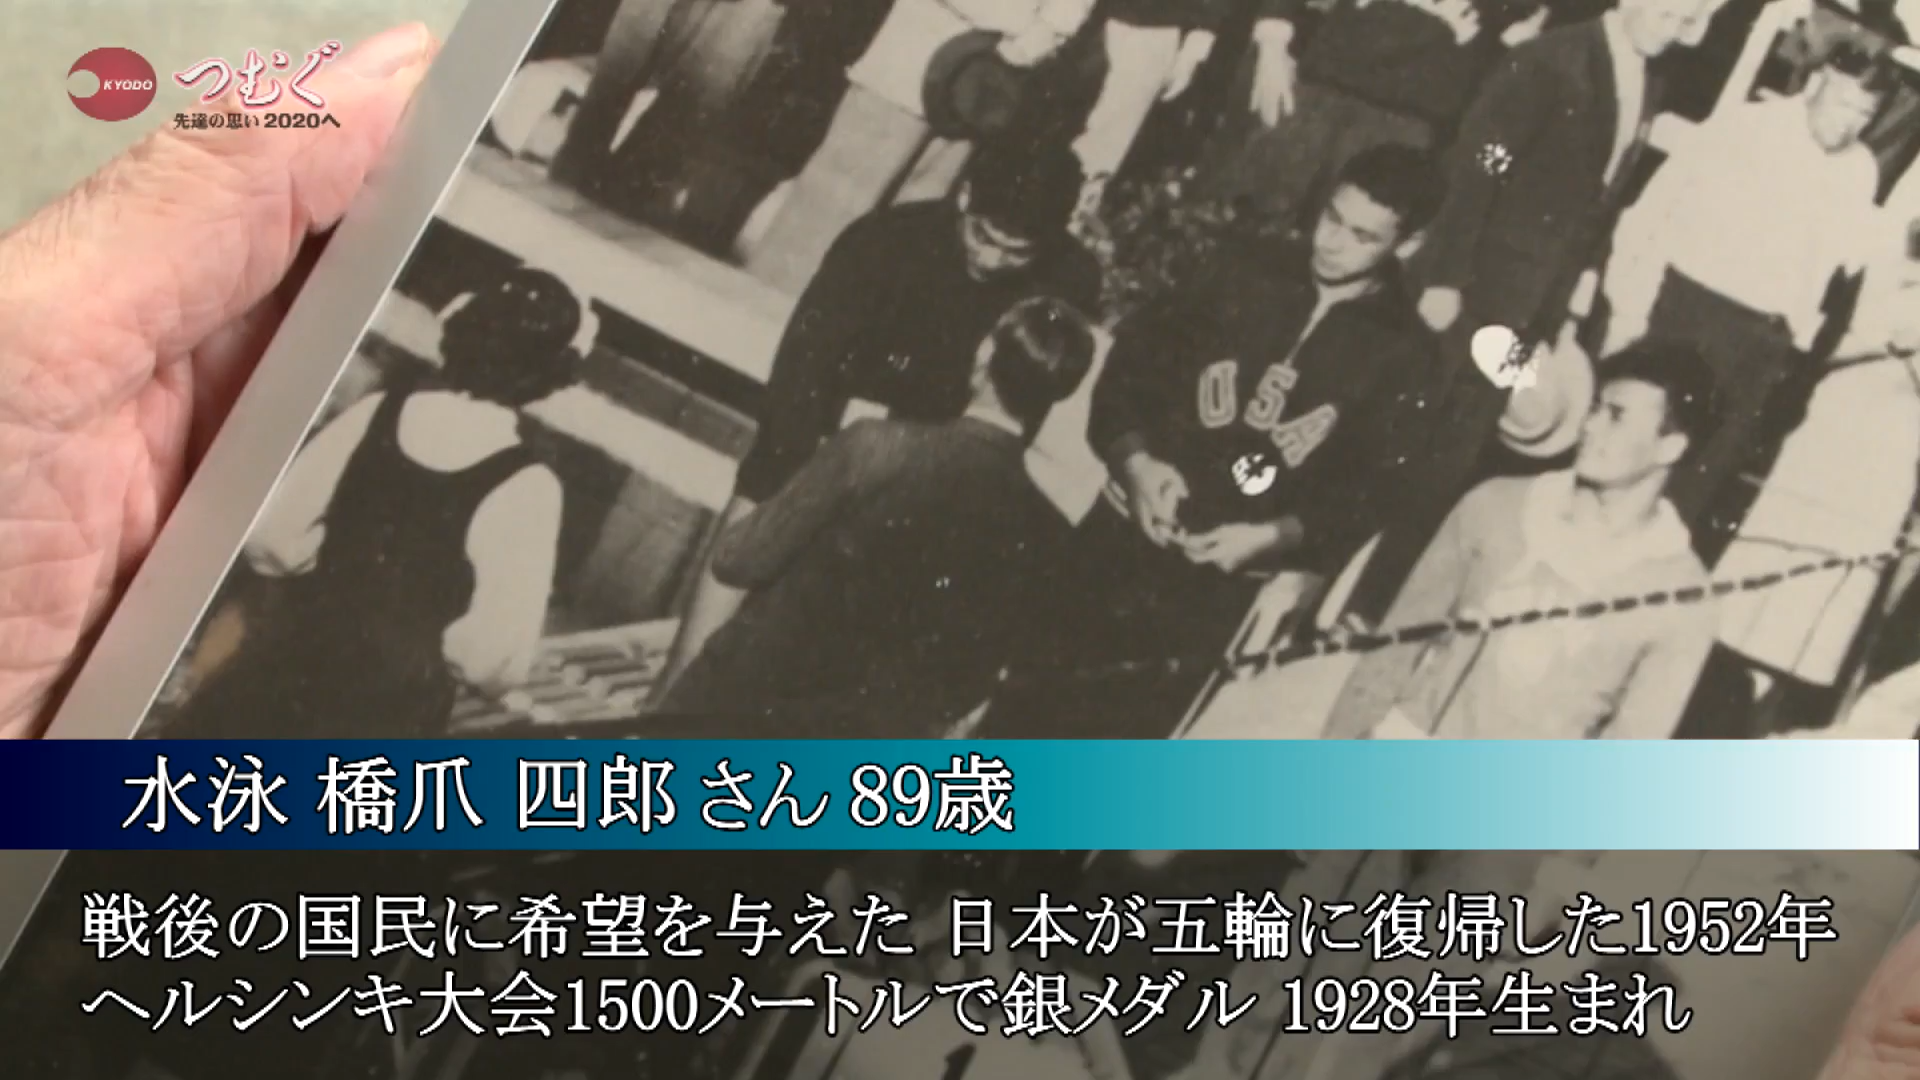 KYODO
つむぐ
先達の思い2020へ
USA
水泳 橋爪 四郎さん 89歳
戦後の国民に希望を与えた 日本が五輪に復帰した1952年
ヘルシンキ大会1500メートルで銀メダル 1928年生まれ
1